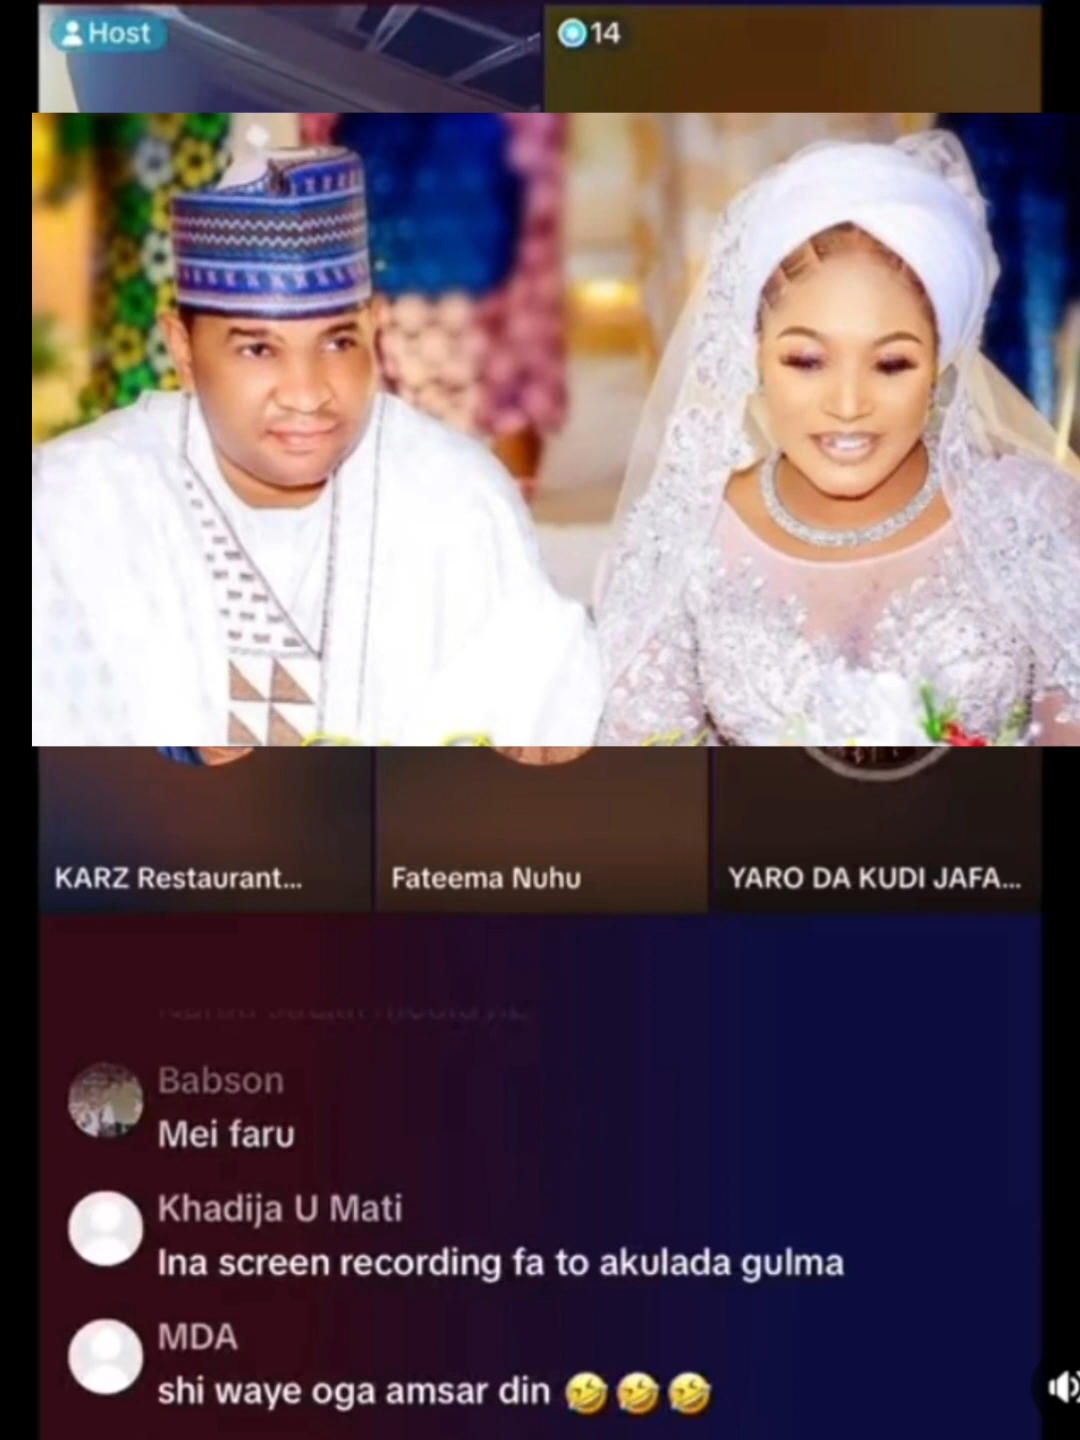 Host
14
KARZ Restaurant...
Fateema Nuhu
YARO DA KUDI JAFA...
Babson
Mei faru
Khadija U Mati
Ina screen recording fa to akulada gulma
MDA
shi waye oga amsar din 🤣🤣🤣